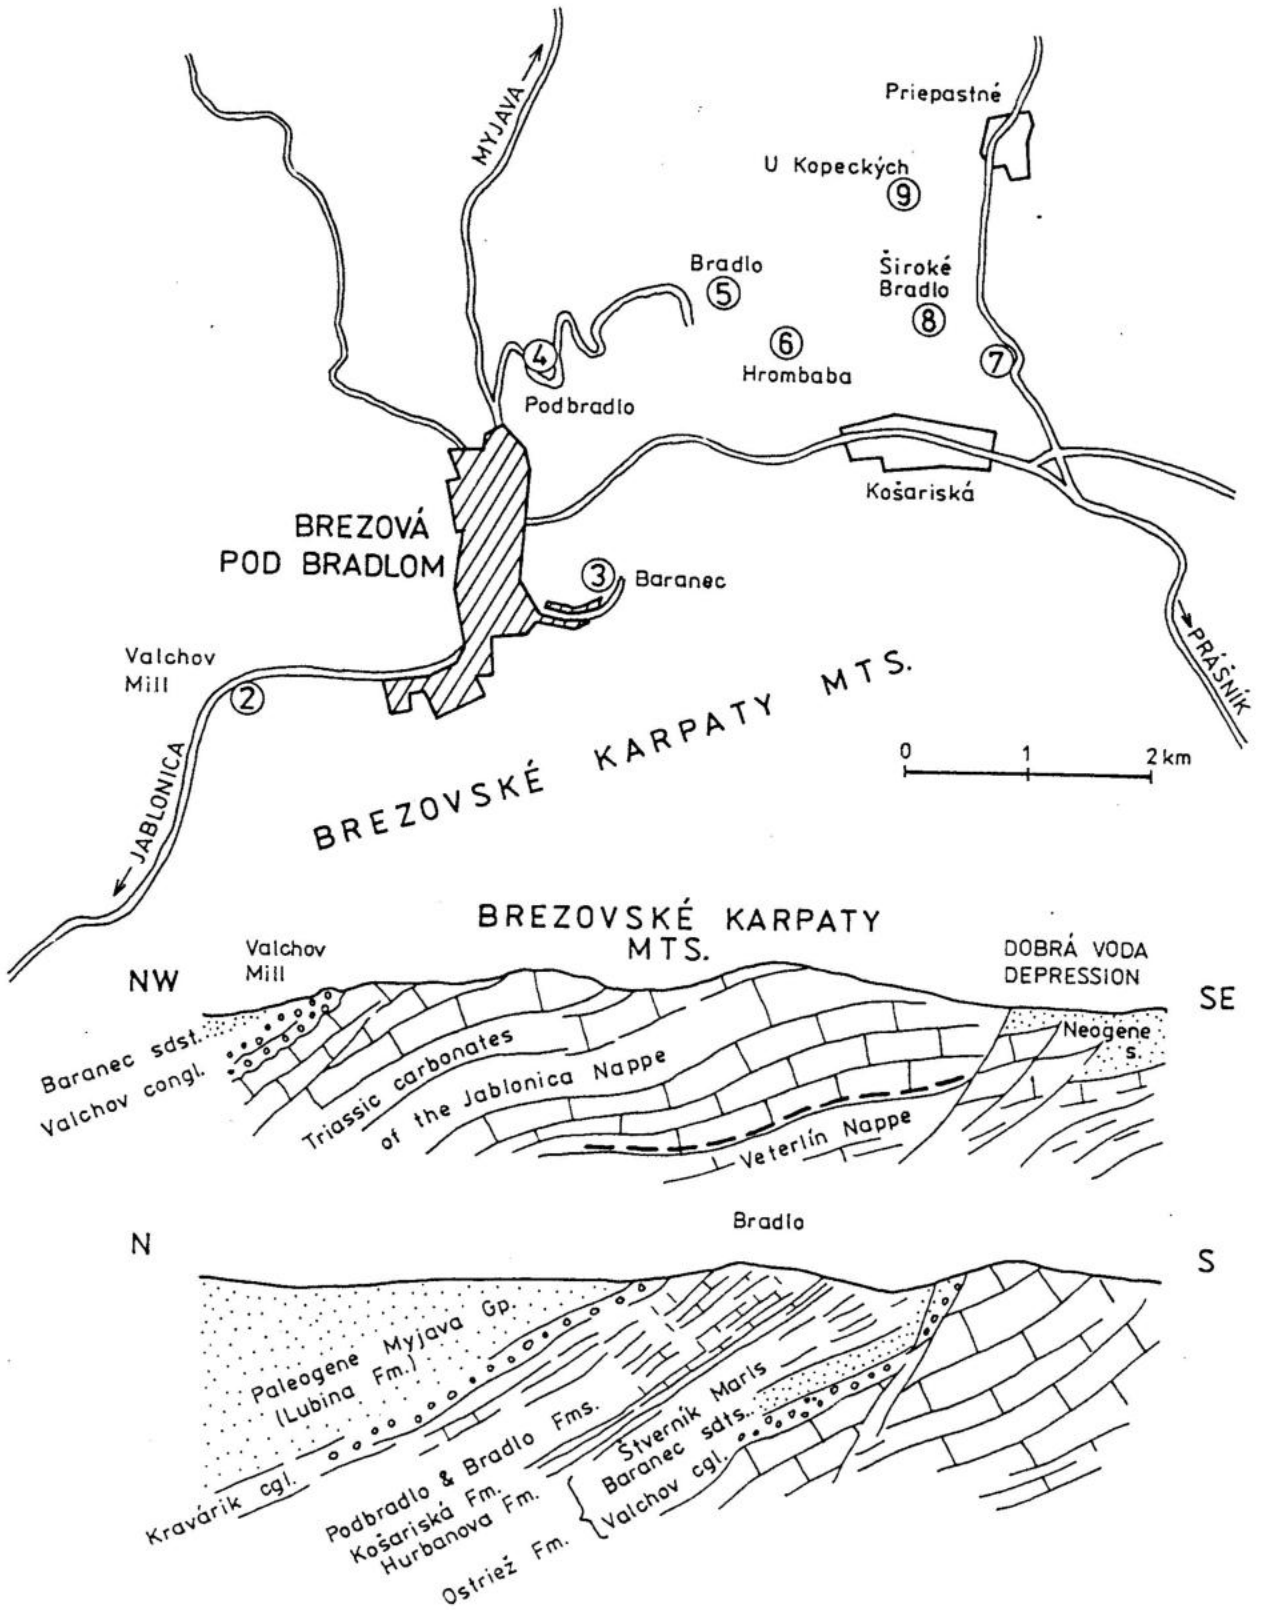 MYJAVA
Priepastné
U Kopeckých
9
Bradlo
5
Široké
Bradlo
8
6
Hrombaba
7
4
Podbradlo
Košariská
BREZOVÁ
POD BRADLOM
3
Baranec
Valchov
Mill
2
PRÁŠNÍK
JABLONICA
BREZOVSKÉ KARPATY MTS.
0 1 2 km
BREZOVSKÉ KARPATY
MTS.
Valchov
Mill
DOBRÁ VODA
DEPRESSION
NW
SE
Baranec sdst.
Valchov congl.
Triassic carbonates
of the Jablonica Nappe
Veterlín Nappe
Neogene
s.
Bradlo
N
S
Paleogene Myjava Gp.
(Lubina Fm.)
Kravárik cgl.
Podbradlo & Bradlo Fms.
Košariská Fm.
Hurbanova Fm.
Ostriež Fm.
Štverník Marls
Baranec sdts.
Valchov cgl.